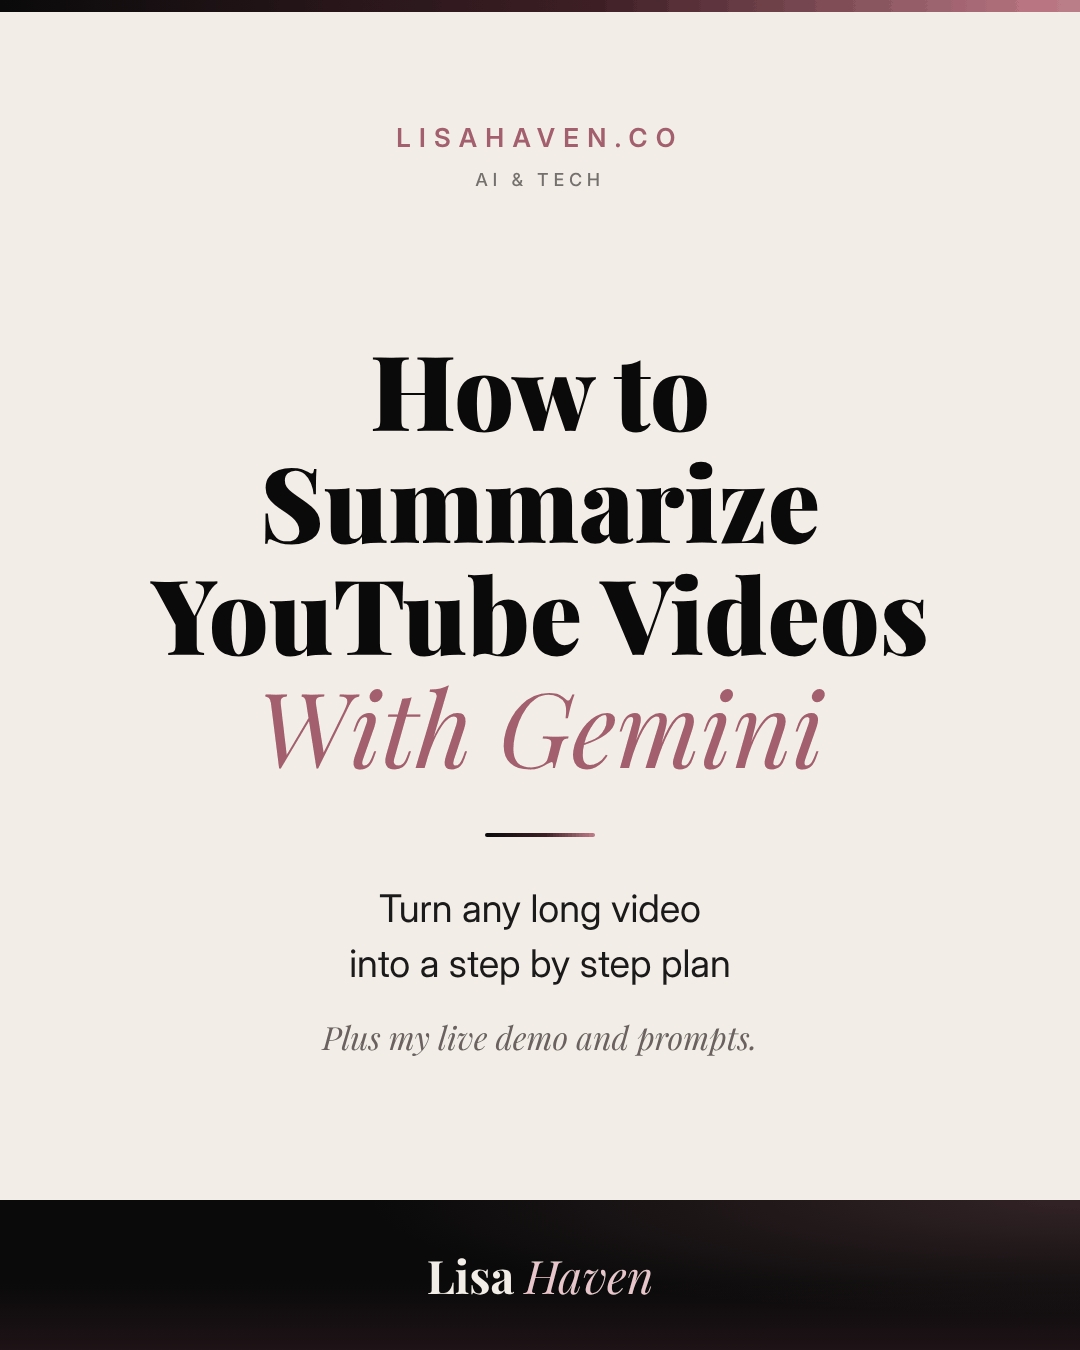 LISAHAVEN.CO
AI & TECH
How to
Summarize
YouTube Videos
With Gemini
Turn any long video
into a step by step plan
Plus my live demo and prompts.
Lisa Haven